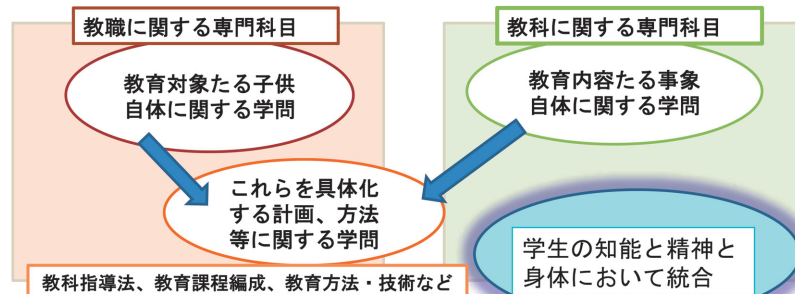 教職に関する専門科目
教科に関する専門科目
教育対象たる子供
自体に関する学問
教育内容たる事象
自体に関する学問
これらを具体化
する計画、方法
等に関する学問
学生の知能と精神と
身体において統合
教科指導法、教育課程編成、教育方法・技術など